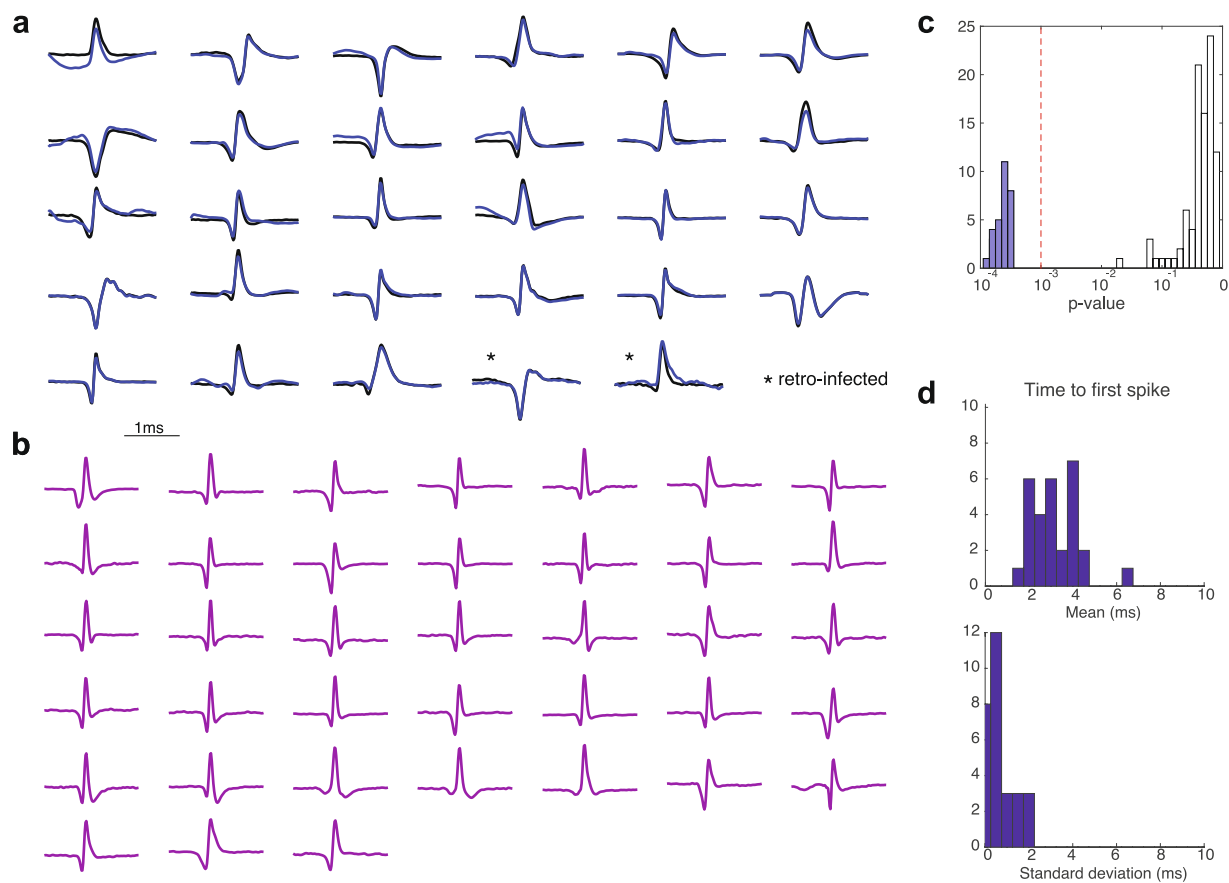 a
* *
* retro-infected
b
1ms
c
25
20
15
10
5
0
10 -4 10 -3 10 -2 10 -1 0
p-value
d
Time to first spike
10
8
6
4
2
0
0 2 4 6 8 10
Mean (ms)
12
10
8
6
4
2
0
0 2 4 6 8 10
Standard deviation (ms)